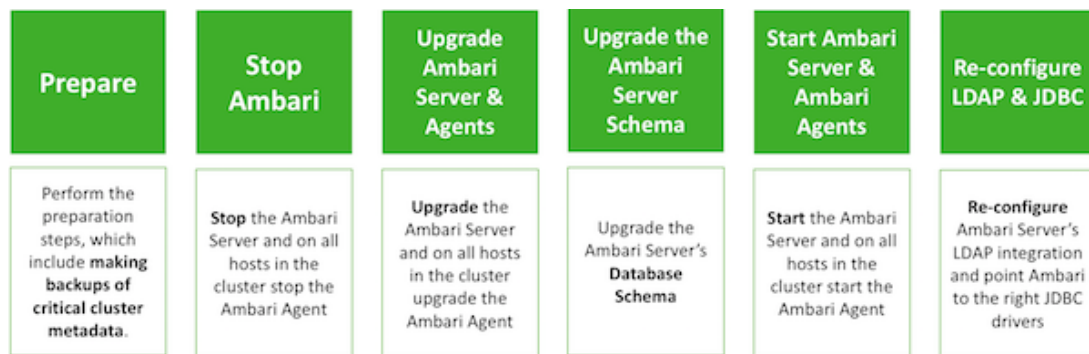 Prepare
Stop
Ambari
Upgrade
Ambari
Server &
Agents
Upgrade the
Ambari
Server
Schema
Start Ambari
Server &
Ambari
Agents
Re-configure
LDAP & JDBC
Perform the
preparation
steps, which
include making
backups of
critical cluster
metadata.
Stop the Ambari
Server and on all
hosts in the
cluster stop the
Ambari Agent
Upgrade the
Ambari Server
and on all hosts
in the cluster
upgrade the
Ambari Agent
Upgrade the
Ambari Server's
Database
Schema
Start the Ambari
Server and on all
hosts in the
cluster start the
Ambari Agent
Re-configure
Ambari Server's
LDAP integration
and point Ambari
to the right JDBC
drivers